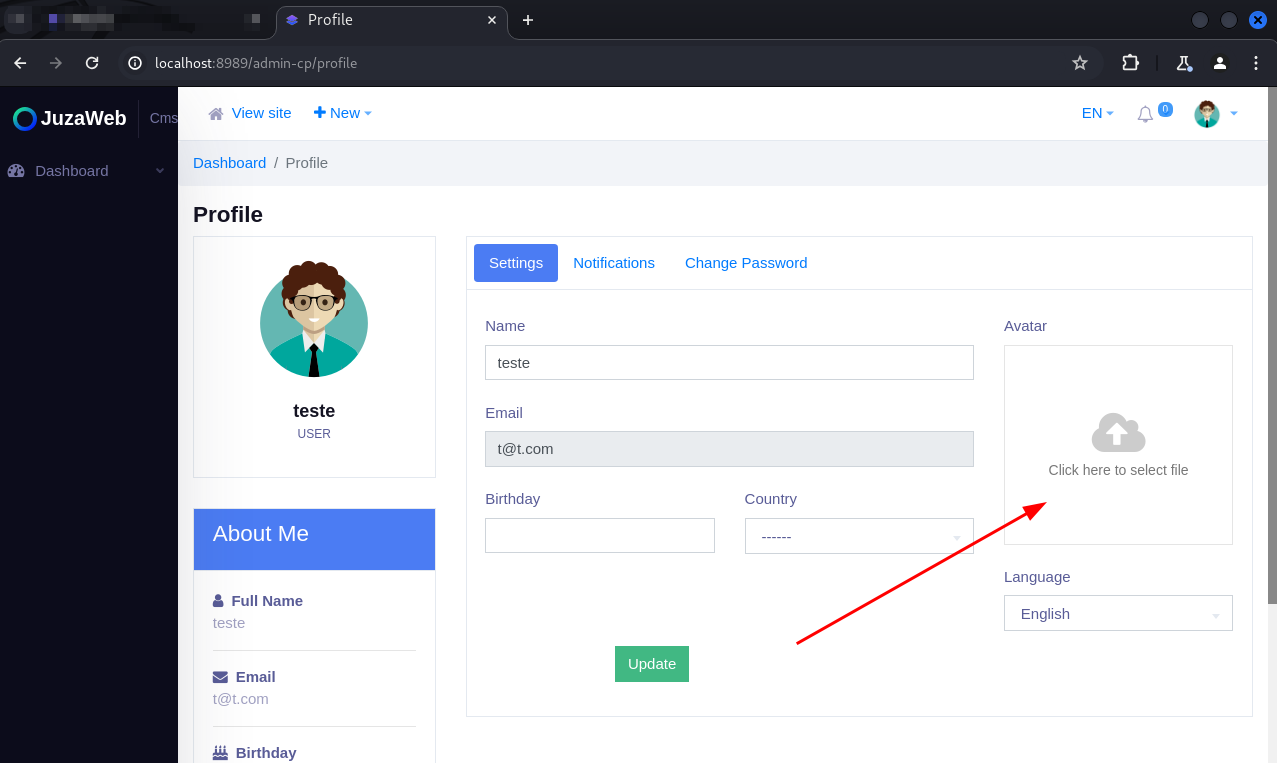 Profile
localhost:8989/admin-cp/profile
JuzaWeb Cms
View site New EN 0
Dashboard
Dashboard / Profile
Profile
teste
USER
About Me
Full Name
teste
Email
t@t.com
Birthday
Settings Notifications Change Password
Name
teste
Email
t@t.com
Birthday Country
------
Avatar
Click here to select file
Language
English
Update